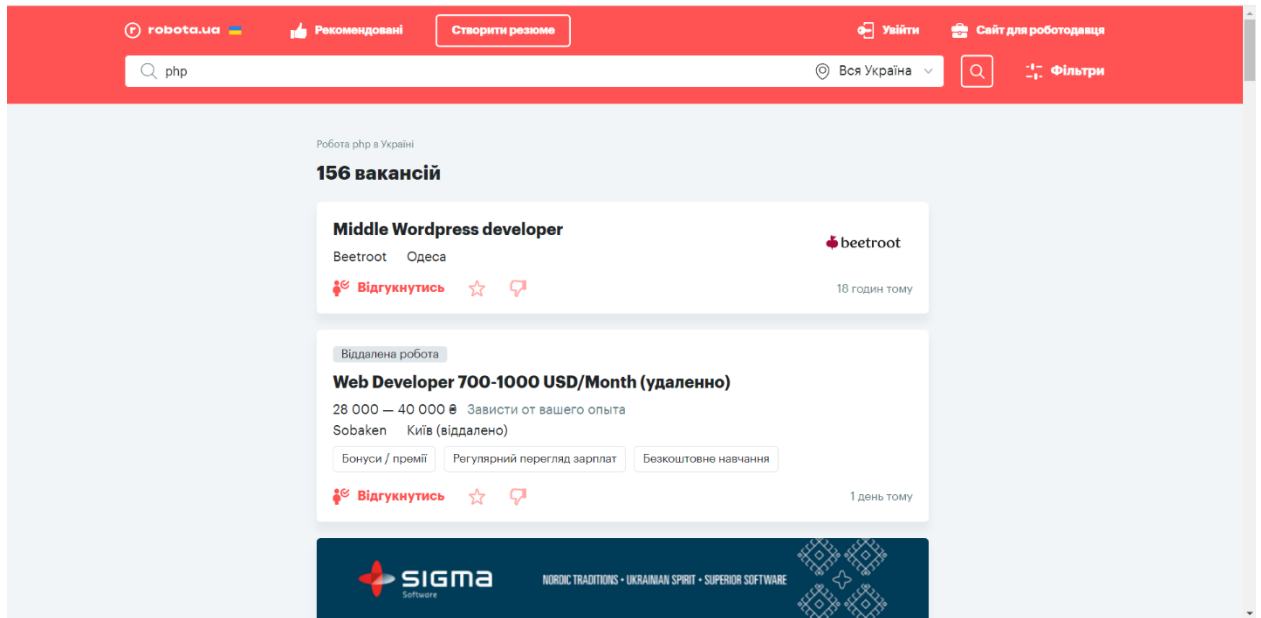 robota.ua
Рекомендовані
Створити резюме
Увійти
Сайт для роботодавця
php
Вся Україна
Фільтри
Робота php в Україні
156 вакансій
Middle Wordpress developer
Beetroot Одеса
beetroot
Відгукнутись
18 годин тому
Віддалена робота
Web Developer 700-1000 USD/Month (удаленно)
28 000 — 40 000 ₴ Зависти от вашего опыта
Sobaken Київ (віддалено)
Бонуси / премії Регулярний перегляд зарплат Безкоштовне навчання
Відгукнутись
1 день тому
SIGMA
Software
NORDIC TRADITIONS • UKRAINIAN SPIRIT • SUPERIOR SOFTWARE